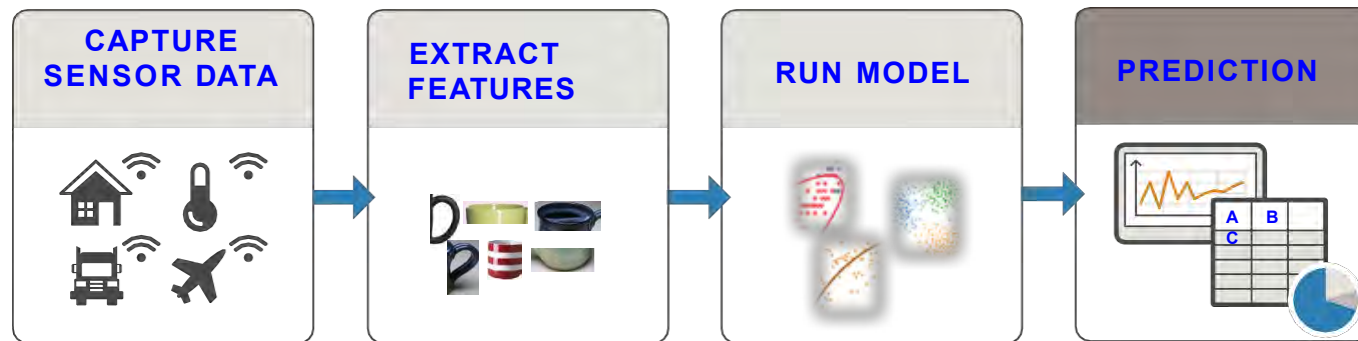 CAPTURE
SENSOR DATA
EXTRACT
FEATURES
RUN MODEL
PREDICTION
A B
C